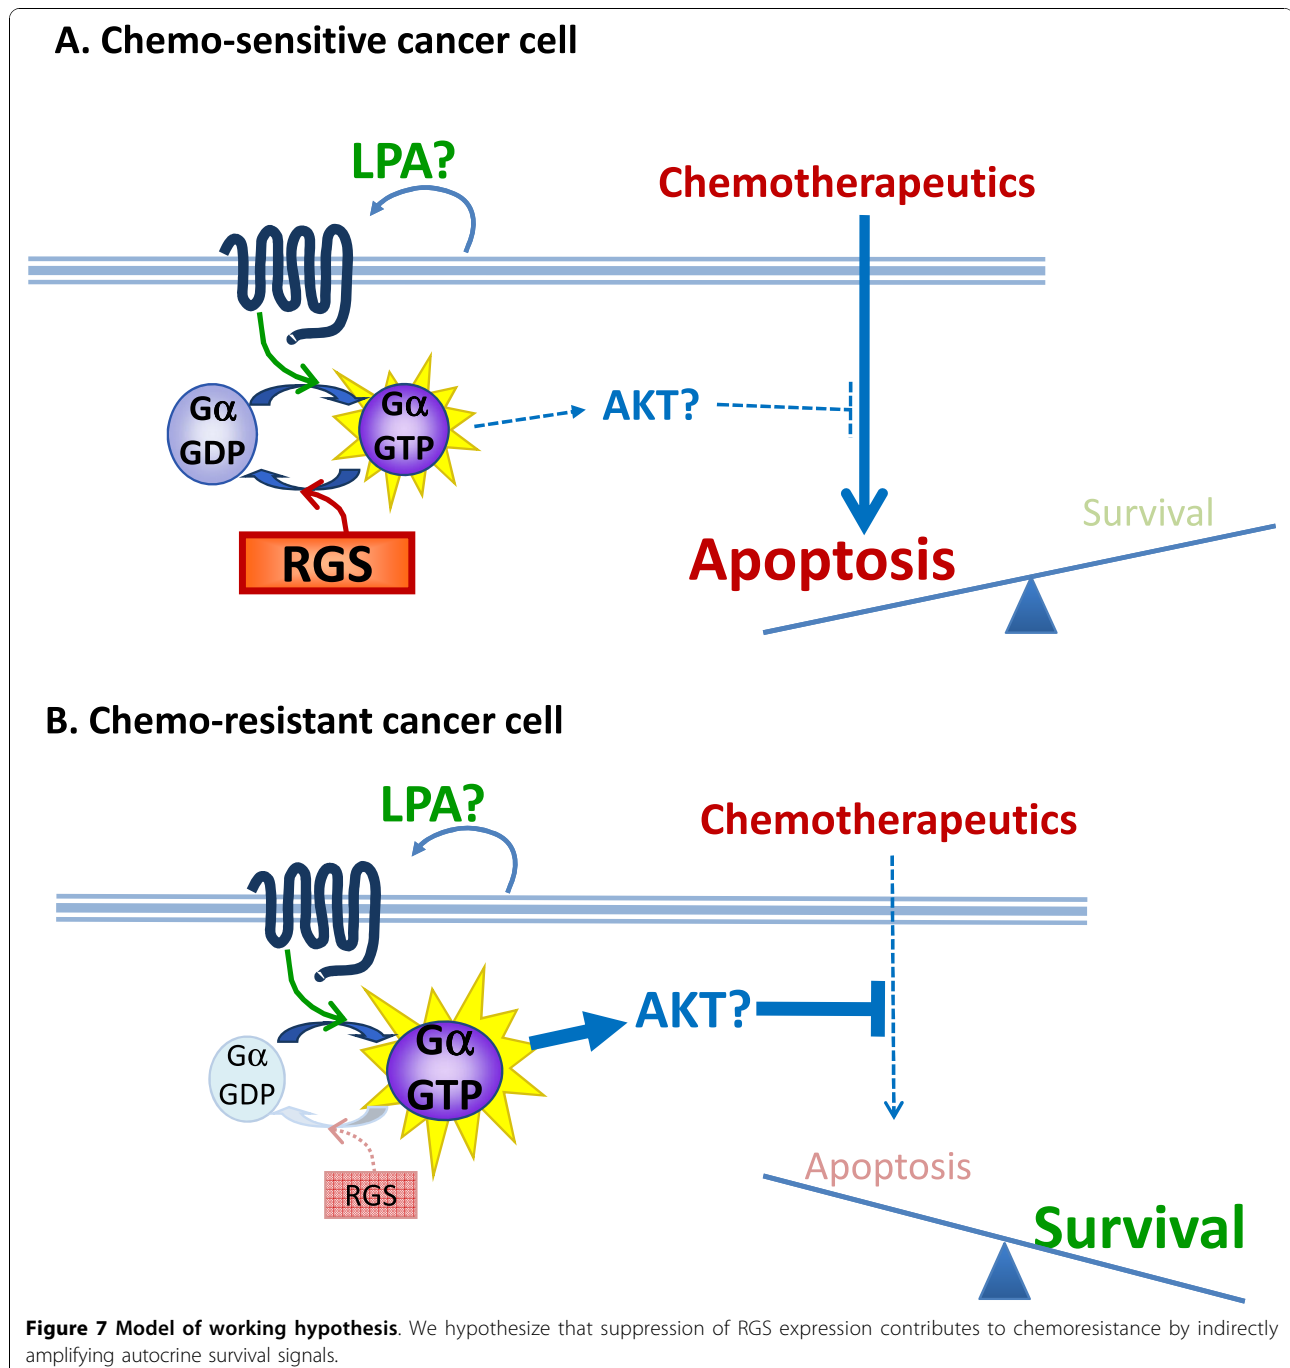 A. Chemo-sensitive cancer cell
LPA?
Chemotherapeutics
Gα
GDP
Gα
GTP
AKT?
RGS
Apoptosis
Survival
B. Chemo-resistant cancer cell
LPA?
Chemotherapeutics
Gα
GDP
Gα
GTP
AKT?
RGS
Apoptosis
Survival
Figure 7 Model of working hypothesis. We hypothesize that suppression of RGS expression contributes to chemoresistance by indirectly
amplifying autocrine survival signals.